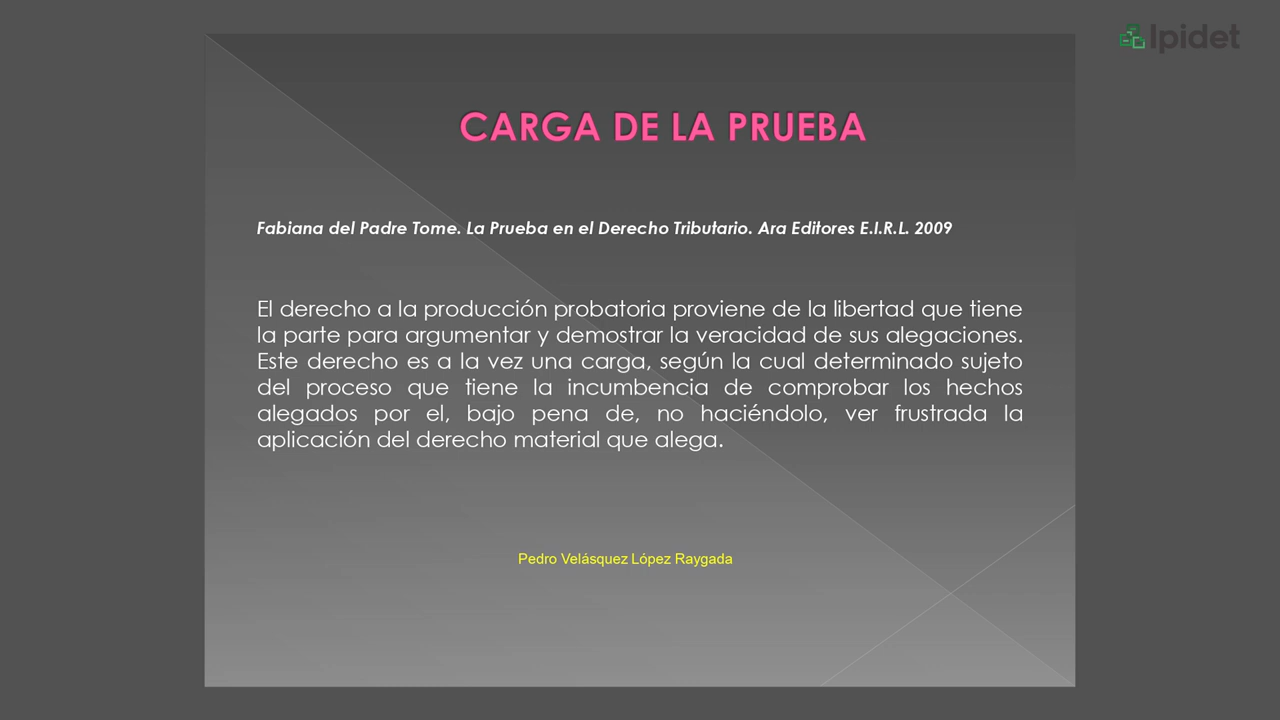 Ipidet
CARGA DE LA PRUEBA
Fabiana del Padre Tome. La Prueba en el Derecho Tributario. Ara Editores E.I.R.L. 2009
El derecho a la producción probatoria proviene de la libertad que tiene
la parte para argumentar y demostrar la veracidad de sus alegaciones.
Este derecho es a la vez una carga, según la cual determinado sujeto
del proceso que tiene la incumbencia de comprobar los hechos
alegados por el, bajo pena de, no haciéndolo, ver frustrada la
aplicación del derecho material que alega.
Pedro Velásquez López Raygada